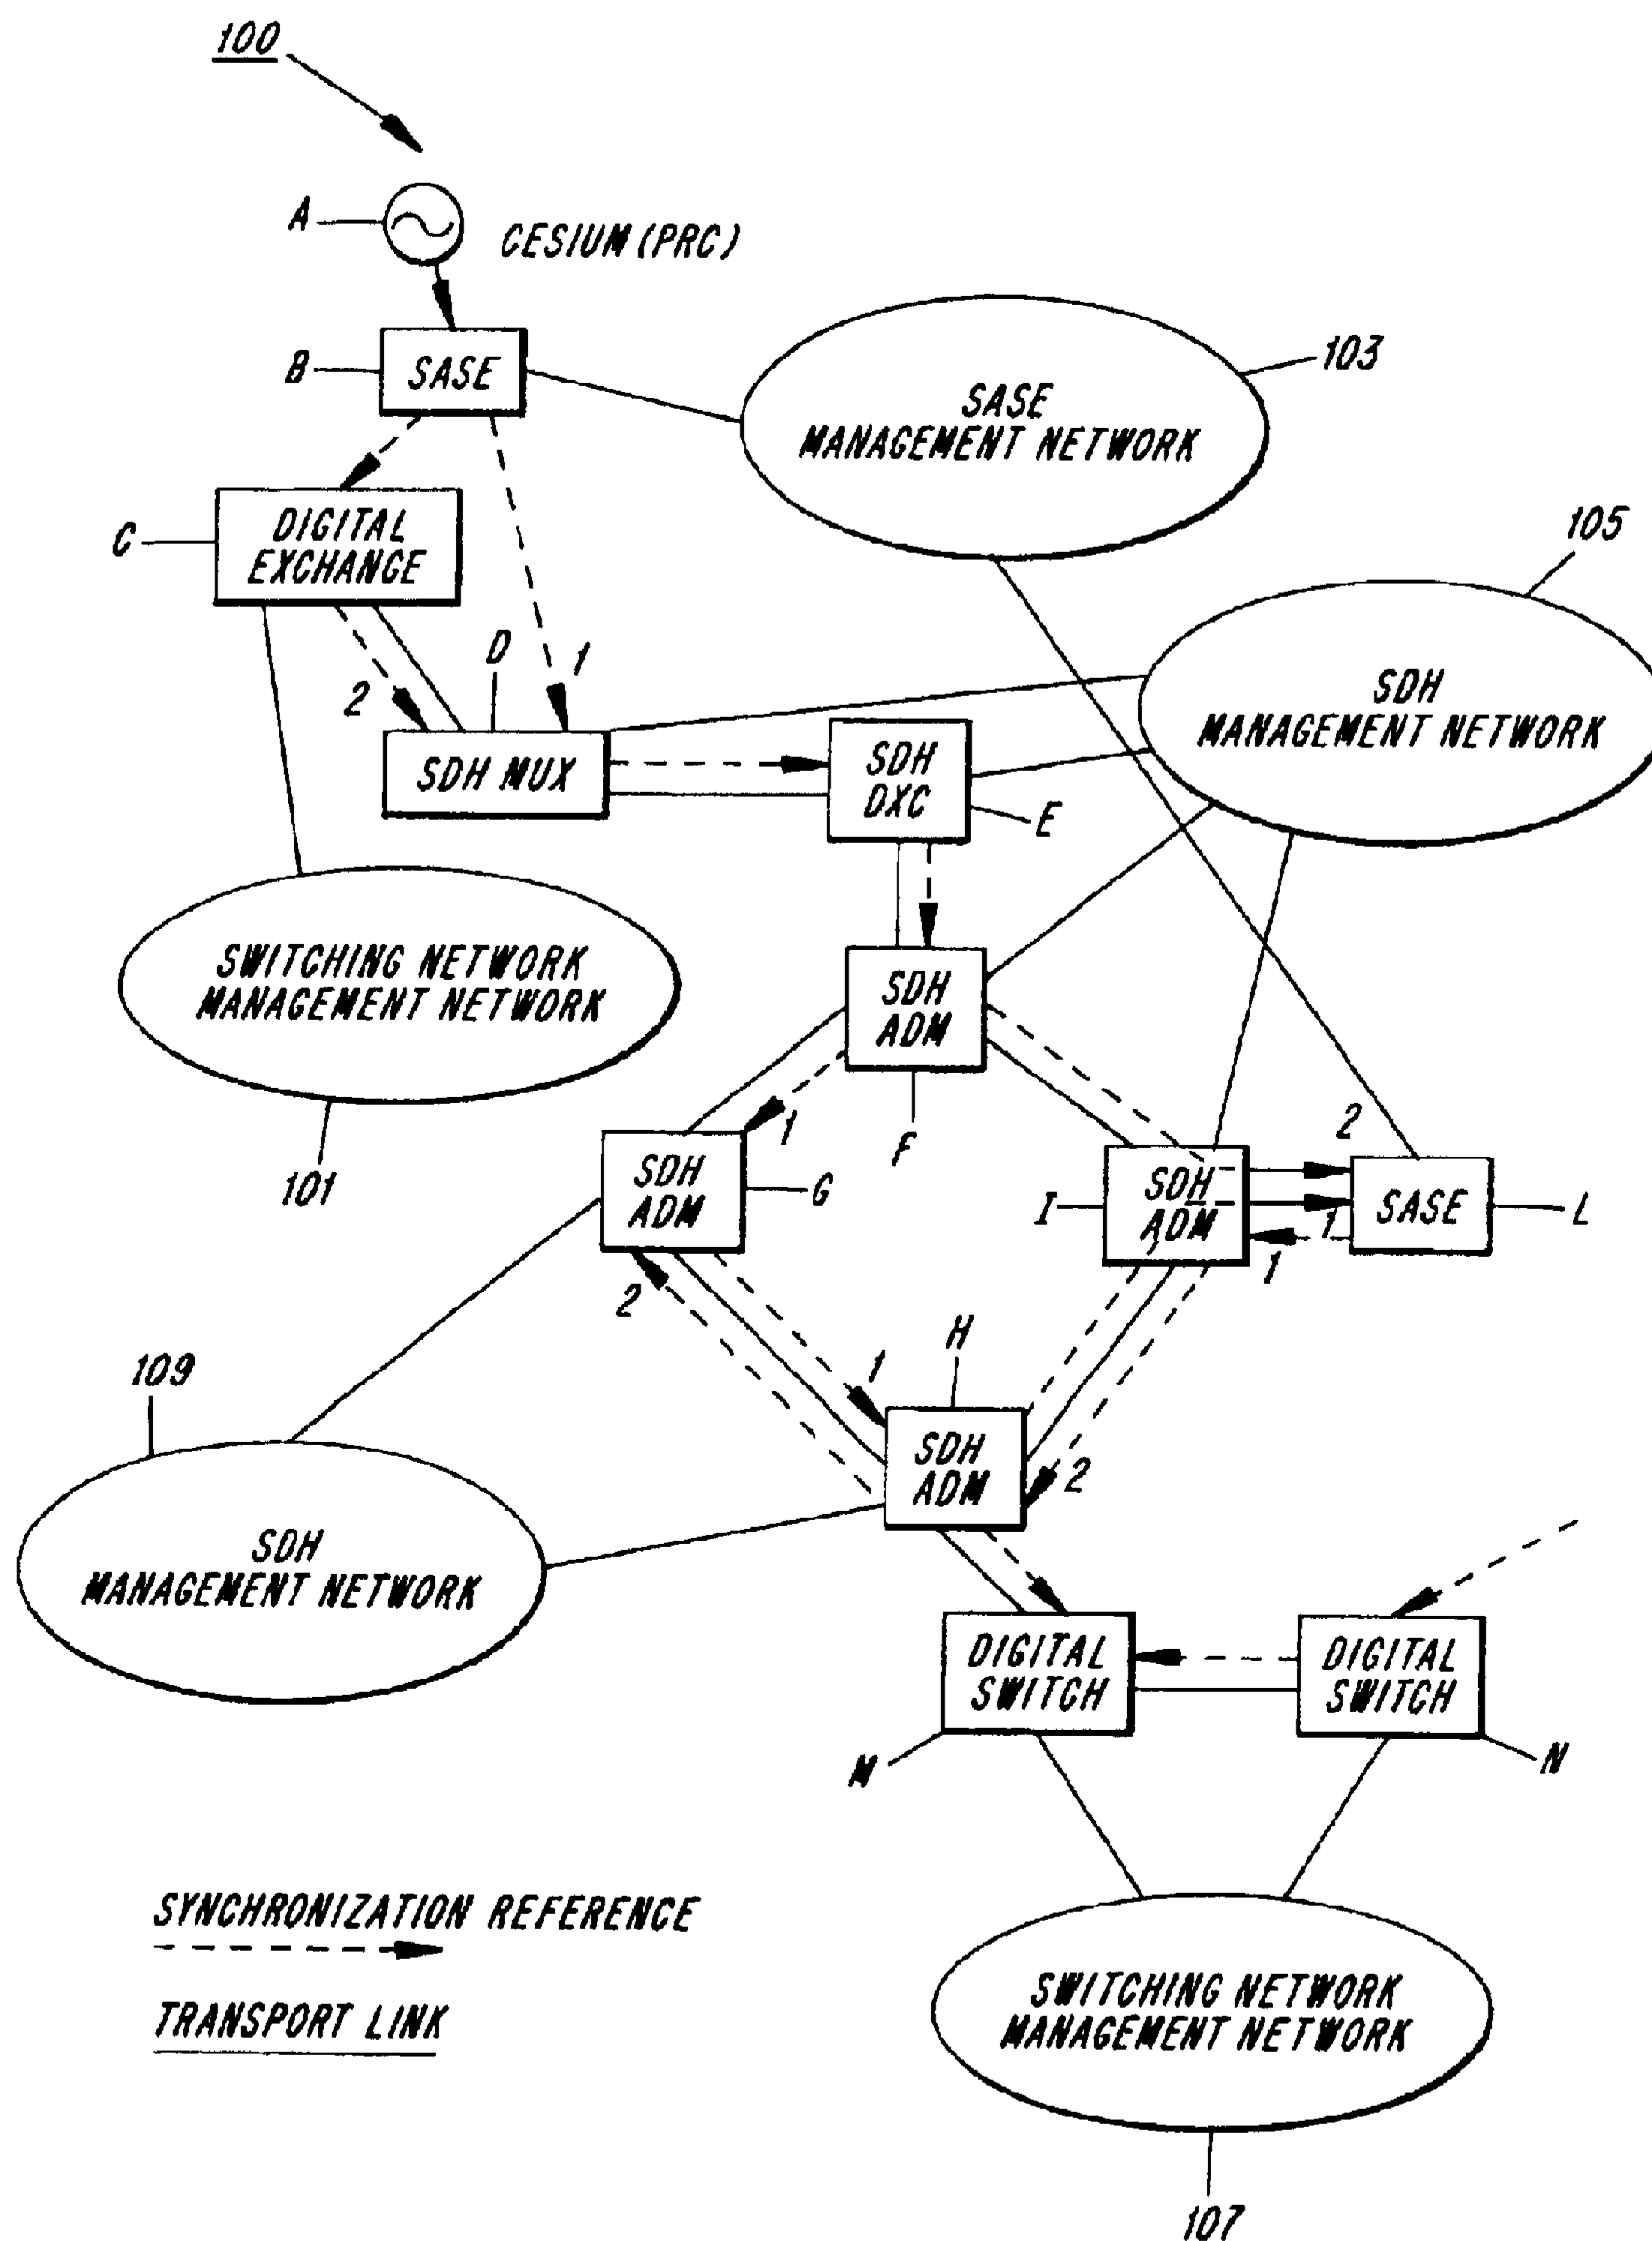 100
A
CESIUM (PRC)
B
SASE
103
SASE
MANAGEMENT NETWORK
C
DIGITAL
EXCHANGE
105
D
1
2
SDH
MANAGEMENT NETWORK
SDH MUX
SDH
DXC
E
SWITCHING NETWORK
MANAGEMENT NETWORK
SDH
ADM
101
1
F
2
SDH
ADM
G
I
SDH
ADM
1
SASE
L
1
2
H
109
1
SDH
ADM
2
SDH
MANAGEMENT NETWORK
DIGITAL
SWITCH
DIGITAL
SWITCH
M
N
SYNCHRONIZATION REFERENCE
TRANSPORT LINK
SWITCHING NETWORK
MANAGEMENT NETWORK
107